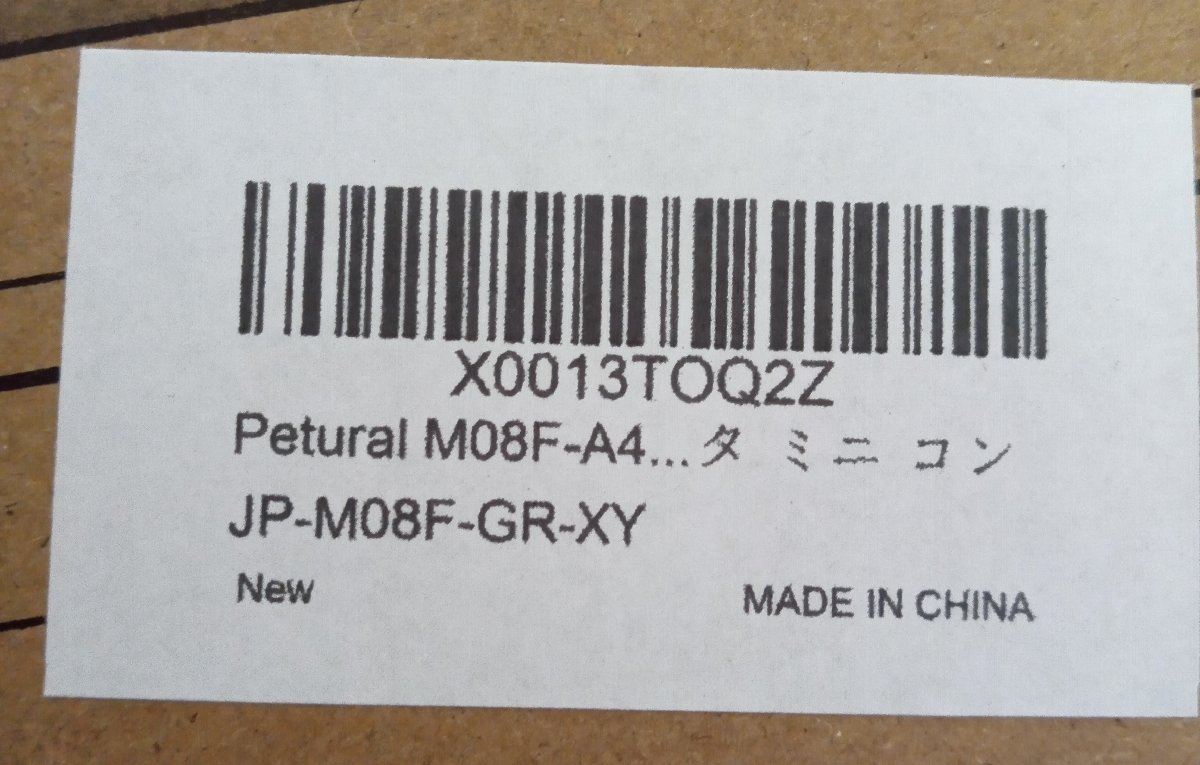 X0013TOQ2Z
Petural M08F-A4...タ ミニ コン
JP-M08F-GR-XY
New
MADE IN CHINA